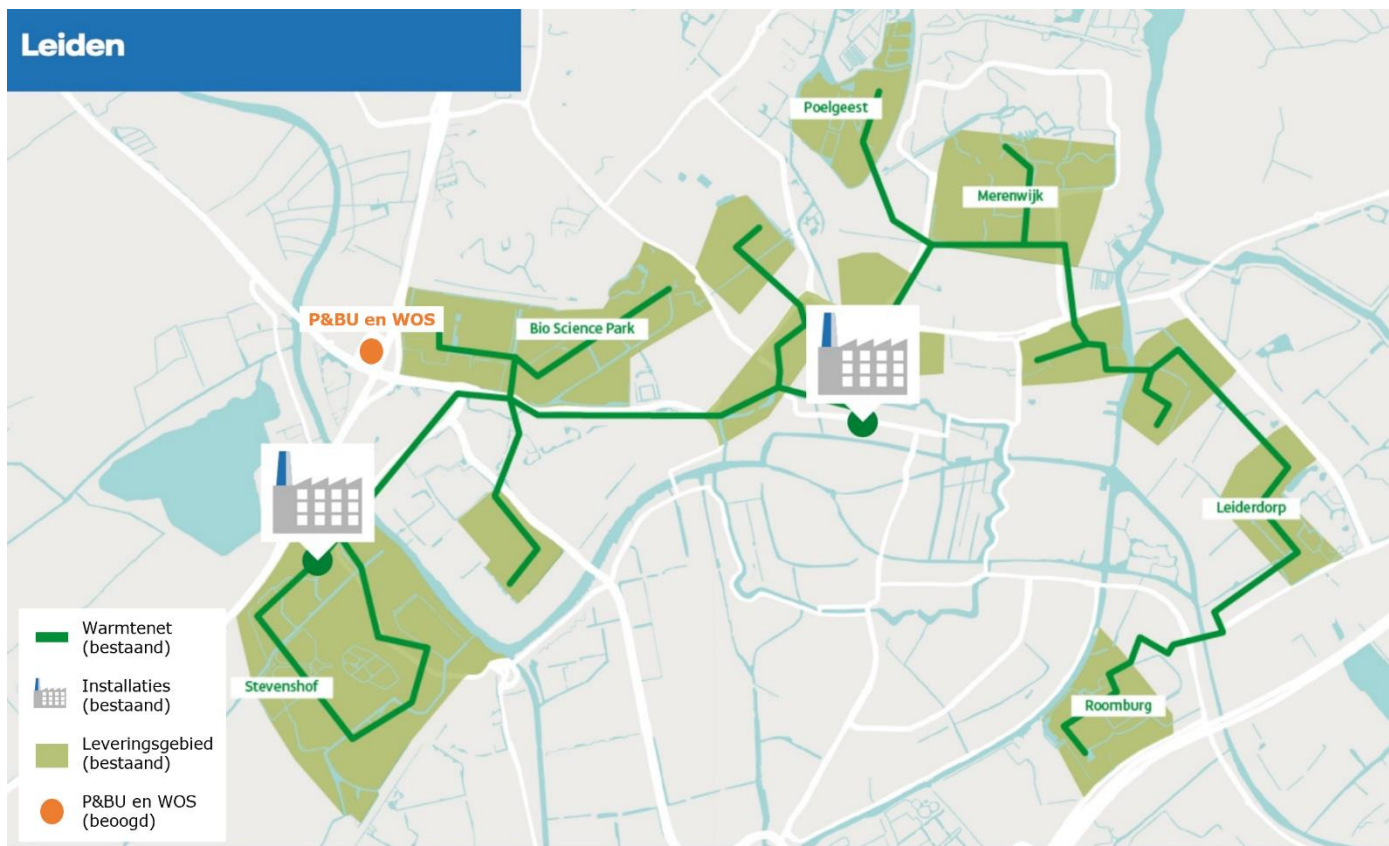 Leiden
Poelgeest
Merenwijk
P&BU en WOS
Bio Science Park
Leiderdorp
Stevenshof
Roomburg
Warmtenet
(bestaand)
Installaties
(bestaand)
Leveringsgebied
(bestaand)
P&BU en WOS
(beoogd)